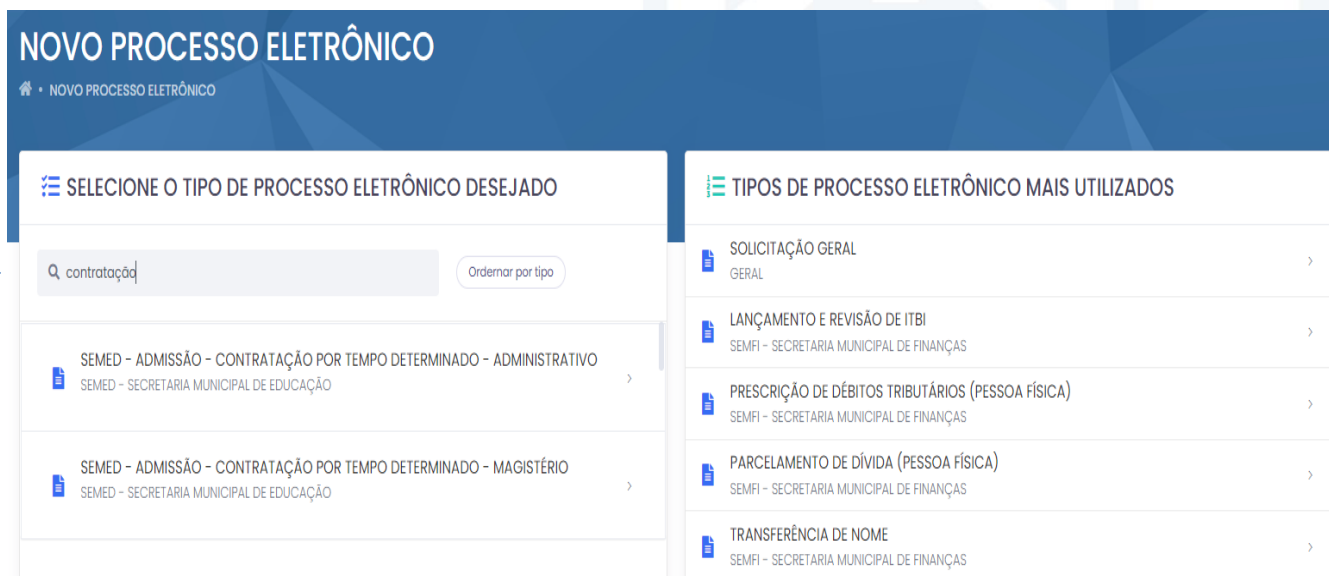 NOVO PROCESSO ELETRÔNICO
• NOVO PROCESSO ELETRÔNICO
SELECIONE O TIPO DE PROCESSO ELETRÔNICO DESEJADO
contratação
Ordernar por tipo
SEMED - ADMISSÃO - CONTRATAÇÃO POR TEMPO DETERMINADO - ADMINISTRATIVO
SEMED - SECRETARIA MUNICIPAL DE EDUCAÇÃO
SEMED - ADMISSÃO - CONTRATAÇÃO POR TEMPO DETERMINADO - MAGISTÉRIO
SEMED - SECRETARIA MUNICIPAL DE EDUCAÇÃO
TIPOS DE PROCESSO ELETRÔNICO MAIS UTILIZADOS
SOLICITAÇÃO GERAL
GERAL
LANÇAMENTO E REVISÃO DE ITBI
SEMFI - SECRETARIA MUNICIPAL DE FINANÇAS
PRESCRIÇÃO DE DÉBITOS TRIBUTÁRIOS (PESSOA FÍSICA)
SEMFI - SECRETARIA MUNICIPAL DE FINANÇAS
PARCELAMENTO DE DÍVIDA (PESSOA FÍSICA)
SEMFI - SECRETARIA MUNICIPAL DE FINANÇAS
TRANSFERÊNCIA DE NOME
SEMFI - SECRETARIA MUNICIPAL DE FINANÇAS